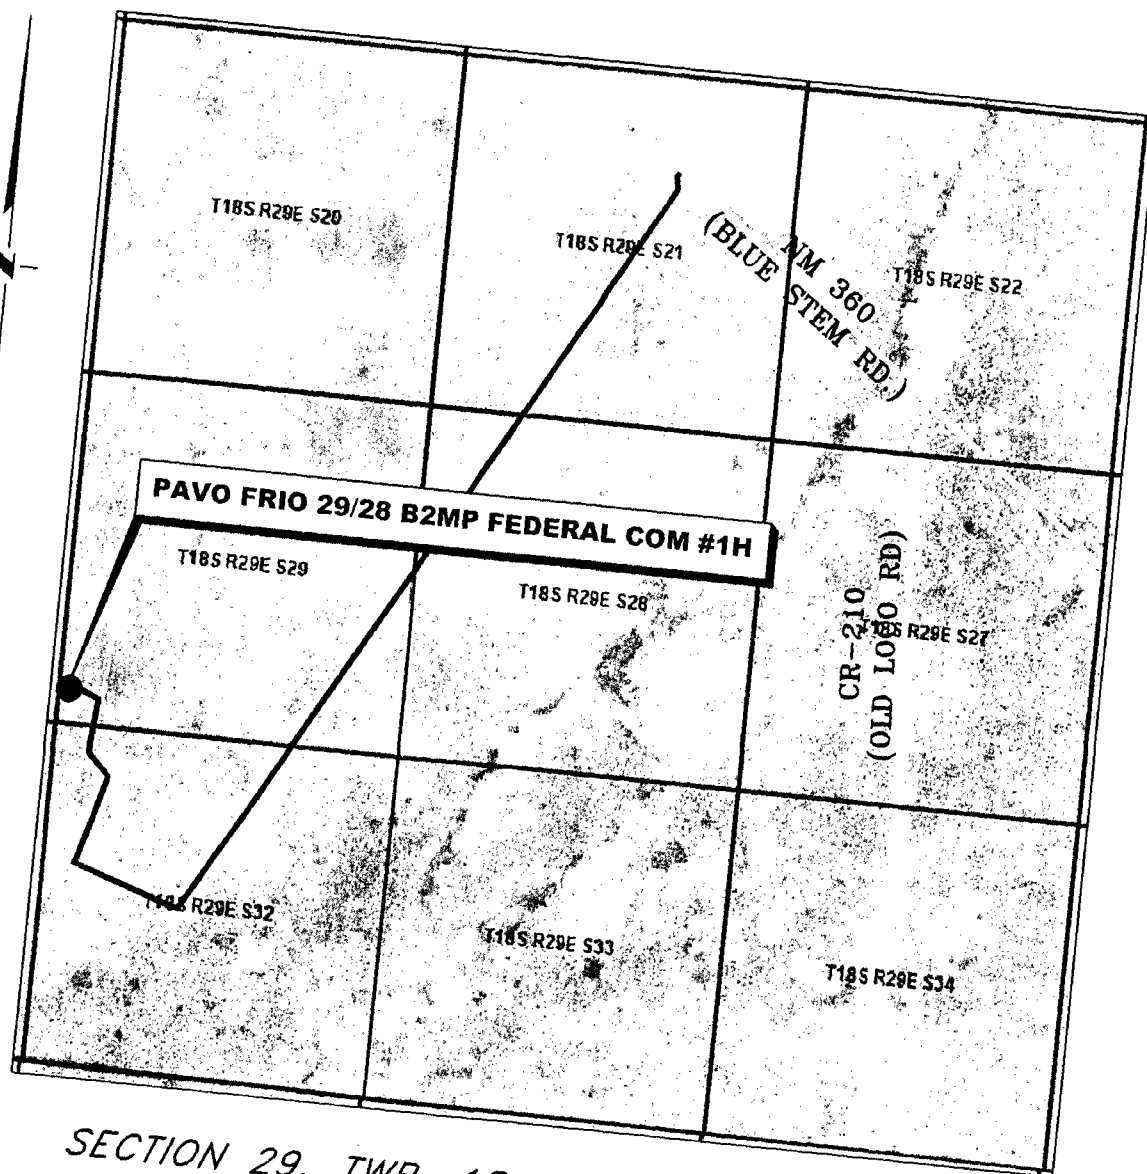 T18S R29E S20
T18S R29E S21
T18S R29E S22
NM 360
(BLUE STEM RD.)
PAVO FRIO 29/28 B2MP FEDERAL COM #1H
T18S R29E S29
T18S R29E S28
T18S R29E S27
CR-210
(OLD LOCO RD)
T18S R29E S32
T18S R29E S33
T18S R29E S34
SECTION 29, TWP.